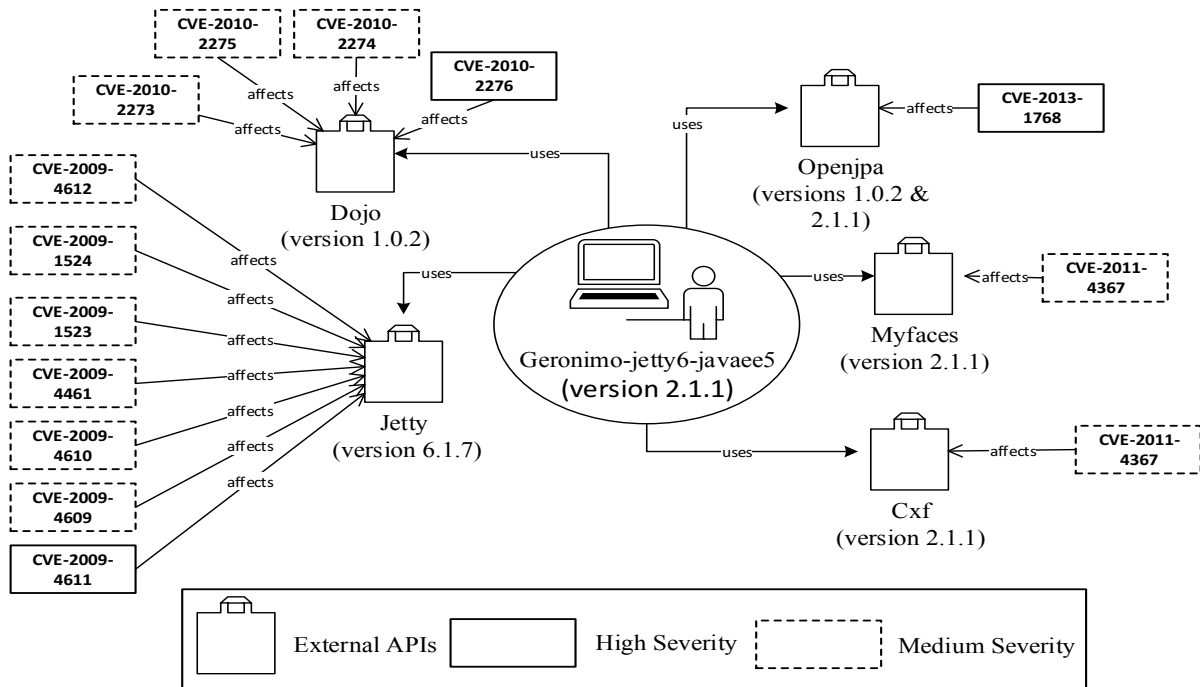 CVE-2010-
2275
CVE-2010-
2274
CVE-2010-
2273
CVE-2010-
2276
affects
affects
affects
affects
Dojo
(version 1.0.2)
uses
CVE-2009-
4612
CVE-2009-
1524
CVE-2009-
1523
CVE-2009-
4461
CVE-2009-
4610
CVE-2009-
4609
CVE-2009-
4611
affects
affects
affects
affects
affects
affects
affects
Jetty
(version 6.1.7)
uses
Geronimo-jetty6-javaee5
(version 2.1.1)
uses
Openjpa
(versions 1.0.2 &
2.1.1)
affects
CVE-2013-
1768
uses
Myfaces
(version 2.1.1)
affects
CVE-2011-
4367
uses
Cxf
(version 2.1.1)
affects
CVE-2011-
4367
External APIs
High Severity
Medium Severity